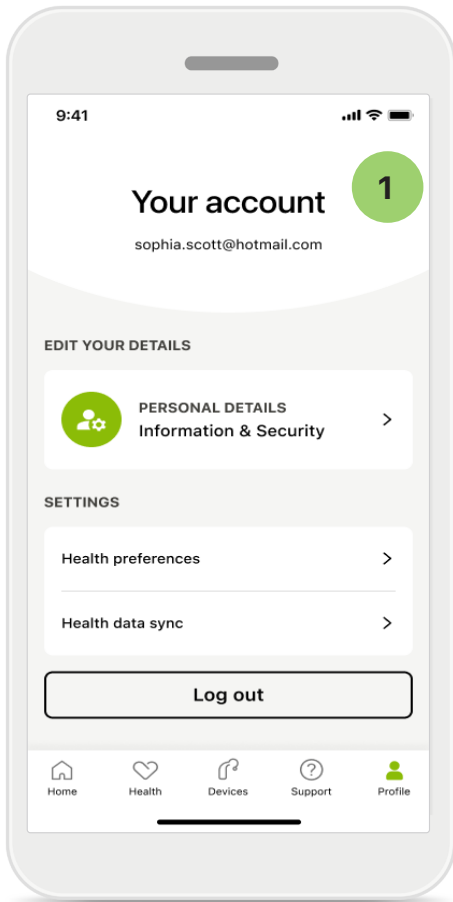 9:41
Your account
1
sophia.scott@hotmail.com
EDIT YOUR DETAILS
PERSONAL DETAILS
Information & Security
SETTINGS
Health preferences
Health data sync
Log out
Home Health Devices Support Profile